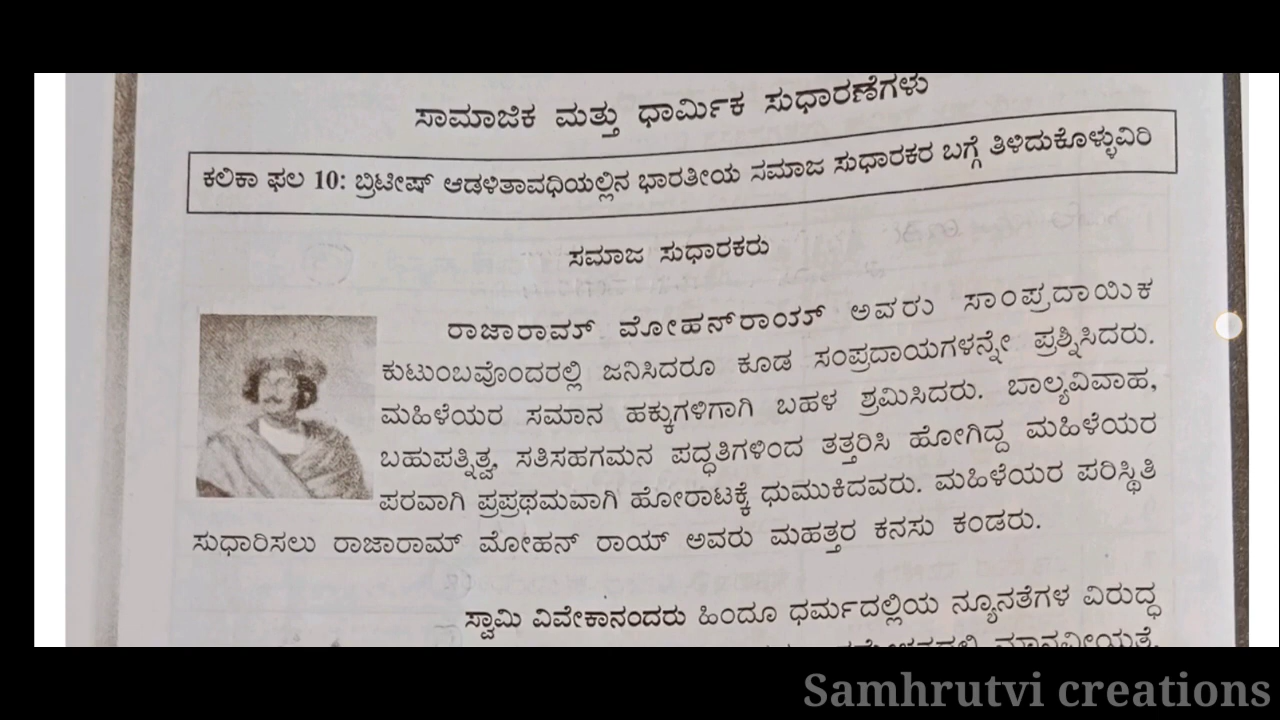 ಸಾಮಾಜಿಕ ಮತ್ತು ಧಾರ್ಮಿಕ ಸುಧಾರಣೆಗಳು
ಕಲಿಕಾ ಫಲ 10: ಬ್ರಿಟೀಷ್ ಆಡಳಿತಾವಧಿಯಲ್ಲಿನ ಭಾರತೀಯ ಸಮಾಜ ಸುಧಾರಕರ ಬಗ್ಗೆ ತಿಳಿದುಕೊಳ್ಳುವಿರಿ
ಸಮಾಜ ಸುಧಾರಕರು
ರಾಜಾರಾಮ್ ಮೋಹನ್‌ರಾಯ್ ಅವರು ಸಾಂಪ್ರದಾಯಿಕ
ಕುಟುಂಬವೊಂದರಲ್ಲಿ ಜನಿಸಿದರೂ ಕೂಡ ಸಂಪ್ರದಾಯಗಳನ್ನೇ ಪ್ರಶ್ನಿಸಿದರು.
ಮಹಿಳೆಯರ ಸಮಾನ ಹಕ್ಕುಗಳಿಗಾಗಿ ಬಹಳ ಶ್ರಮಿಸಿದರು. ಬಾಲ್ಯವಿವಾಹ,
ಬಹುಪತ್ನಿತ್ವ, ಸತಿಸಹಗಮನ ಪದ್ಧತಿಗಳಿಂದ ತತ್ತರಿಸಿ ಹೋಗಿದ್ದ ಮಹಿಳೆಯರ
ಪರವಾಗಿ ಪ್ರಪ್ರಥಮವಾಗಿ ಹೋರಾಟಕ್ಕೆ ಧುಮುಕಿದವರು. ಮಹಿಳೆಯರ ಪರಿಸ್ಥಿತಿ
ಸುಧಾರಿಸಲು ರಾಜಾರಾಮ್ ಮೋಹನ್ ರಾಯ್ ಅವರು ಮಹತ್ತರ ಕನಸು ಕಂಡರು.
ಸ್ವಾಮಿ ವಿವೇಕಾನಂದರು ಹಿಂದೂ ಧರ್ಮದಲ್ಲಿಯ ನ್ಯೂನತೆಗಳ ವಿರುದ್ಧ
ಮಾನವೀಯತೆ,
Samhrutvi creations